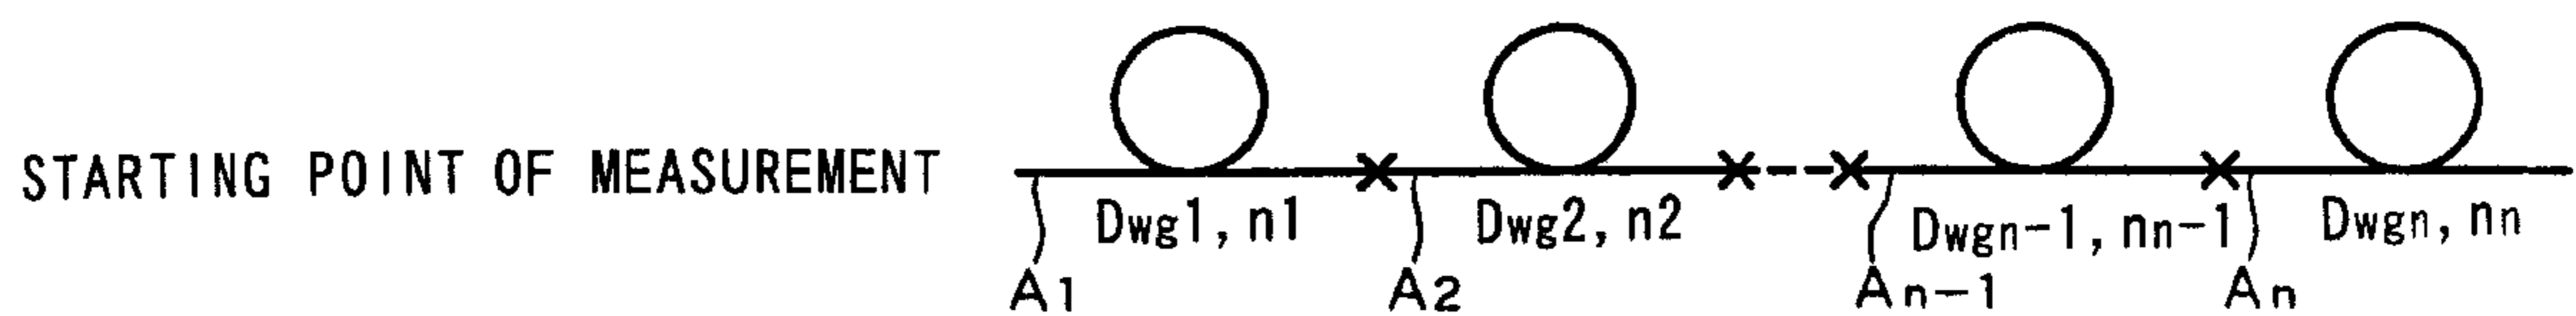 STARTING POINT OF MEASUREMENT
Dwg1, n1 Dwg2, n2 Dwgn-1, nn-1 Dwgn, nn
A1 A2 An-1 An